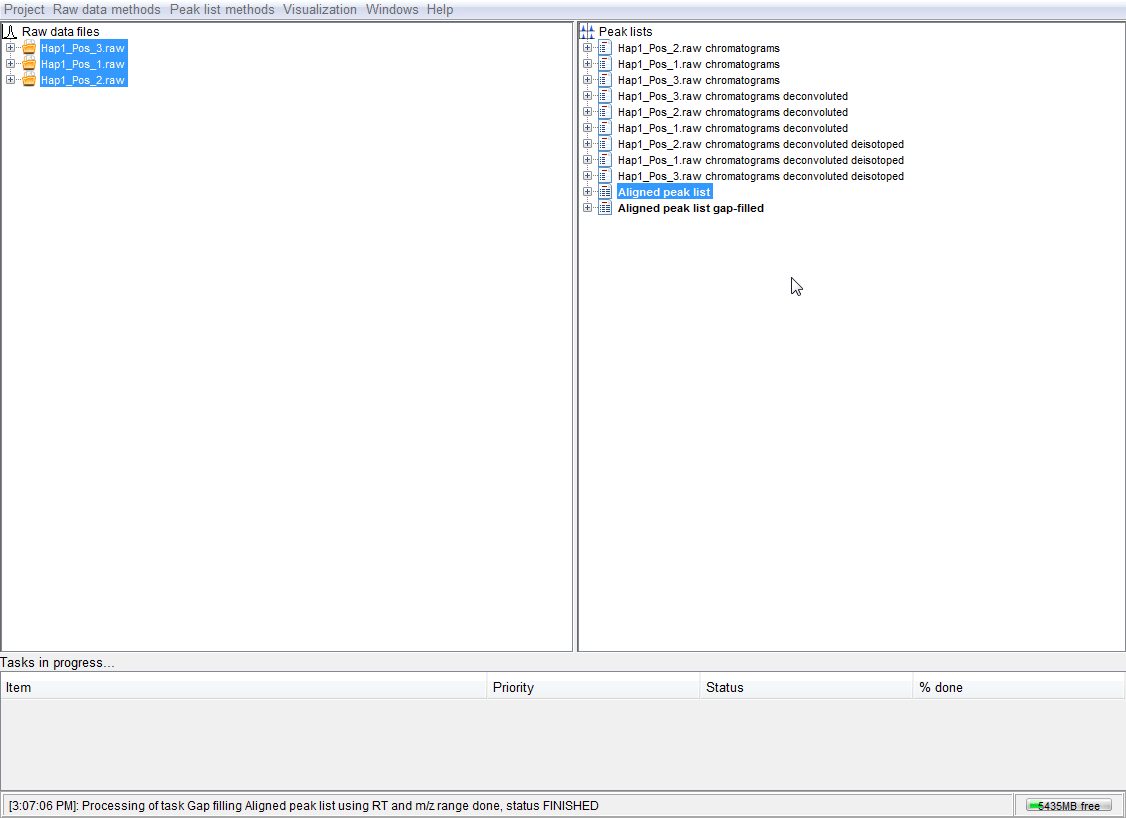 Project Raw data methods Peak list methods Visualization Windows Help
Raw data files
Hap1_Pos_3.raw
Hap1_Pos_1.raw
Hap1_Pos_2.raw
Peak lists
Hap1_Pos_2.raw chromatograms
Hap1_Pos_1.raw chromatograms
Hap1_Pos_3.raw chromatograms
Hap1_Pos_3.raw chromatograms deconvoluted
Hap1_Pos_2.raw chromatograms deconvoluted
Hap1_Pos_1.raw chromatograms deconvoluted
Hap1_Pos_2.raw chromatograms deconvoluted deisotoped
Hap1_Pos_1.raw chromatograms deconvoluted deisotoped
Hap1_Pos_3.raw chromatograms deconvoluted deisotoped
Aligned peak list
Aligned peak list gap-filled
Tasks in progress...
Item Priority Status % done
[3:07:06 PM]: Processing of task Gap filling Aligned peak list using RT and m/z range done, status FINISHED
5435MB free